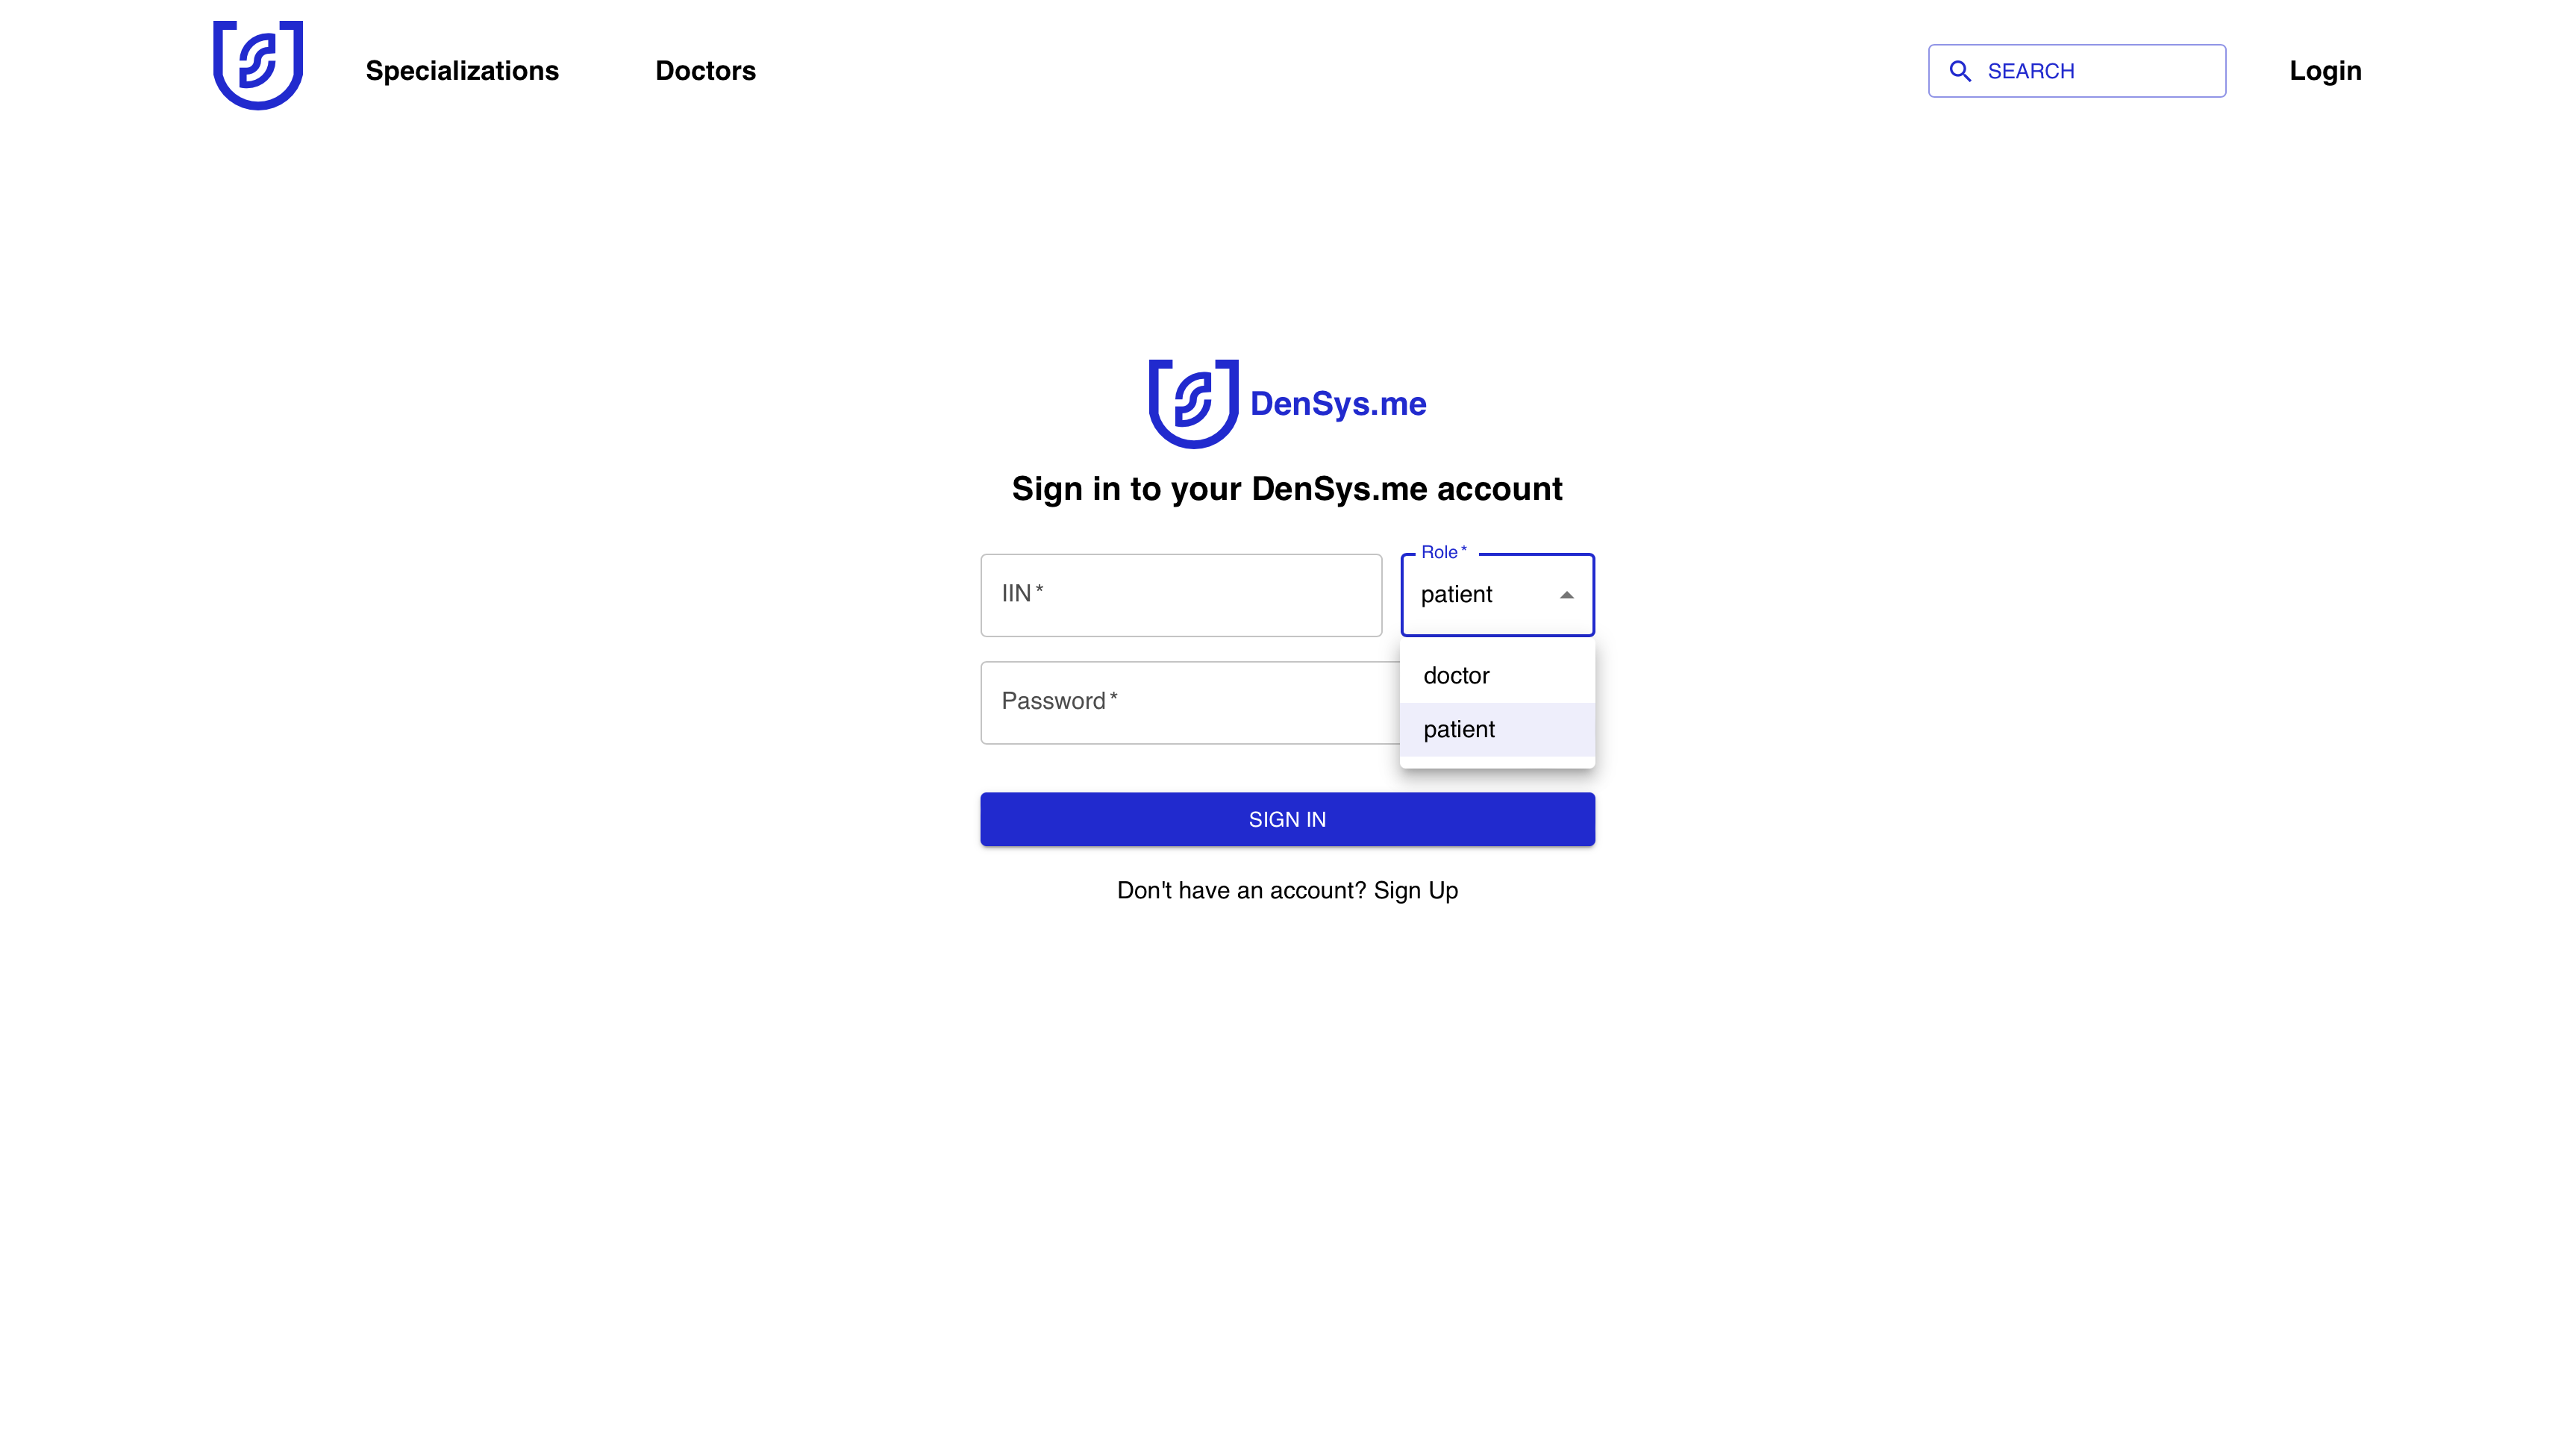 Specializations Doctors SEARCH Login
DenSys.me
Sign in to your DenSys.me account
Role *
IIN * patient
doctor
Password * patient
SIGN IN
Don't have an account? Sign Up